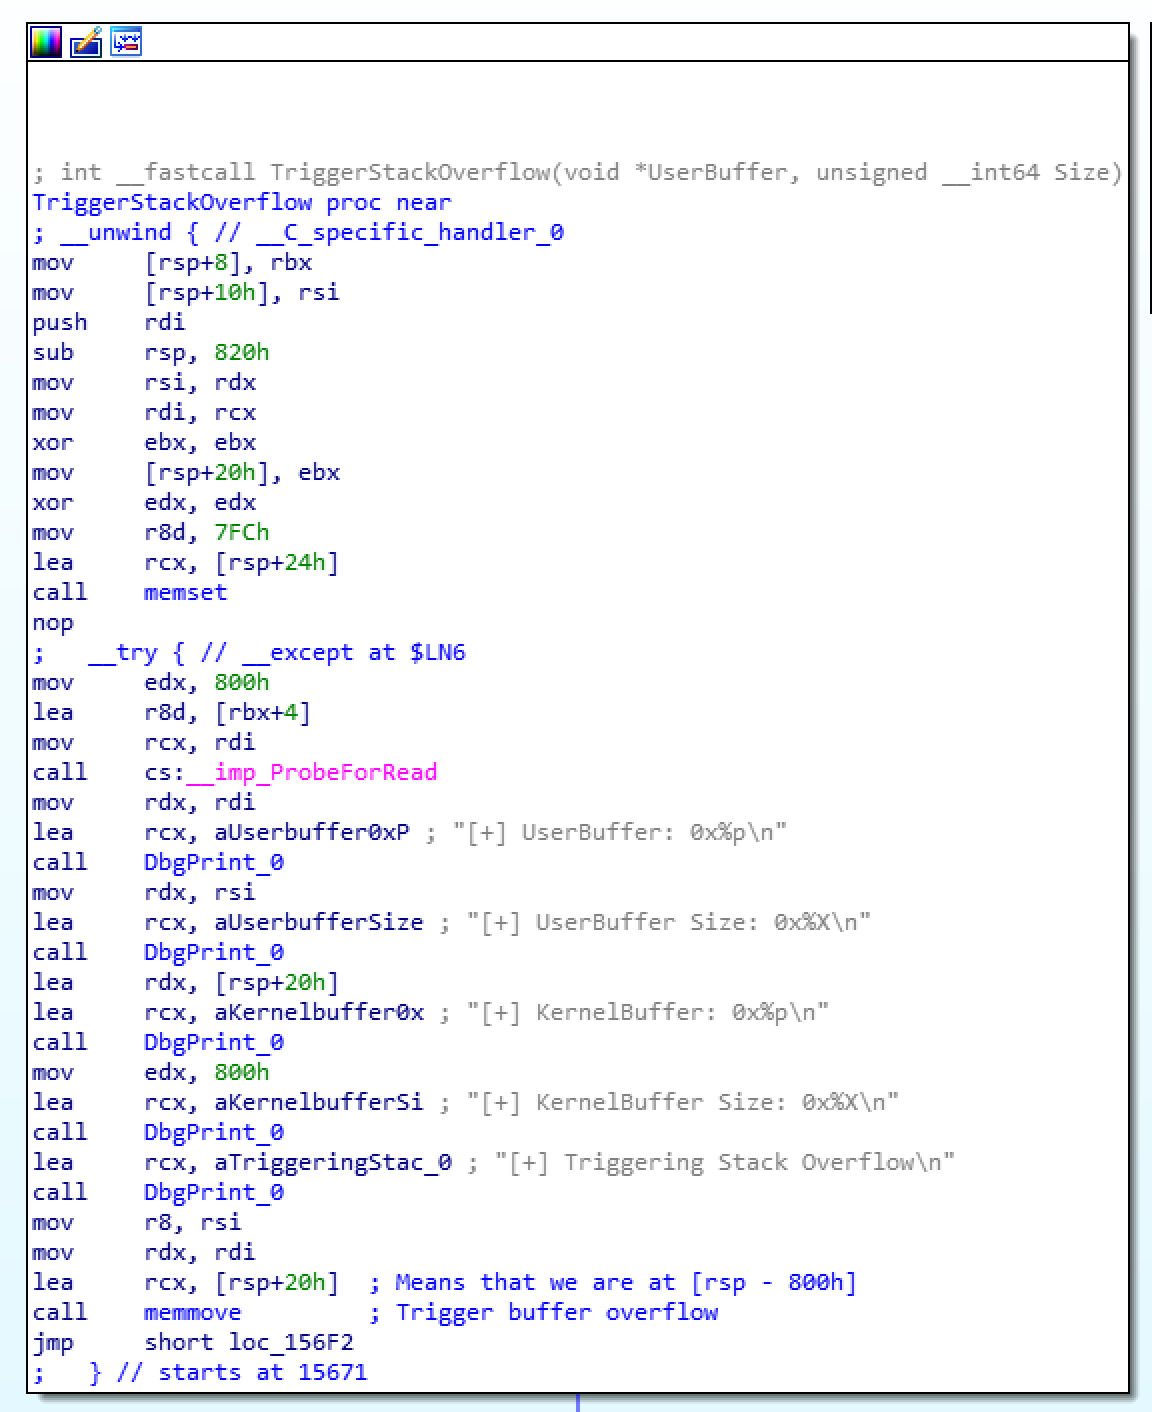 ; int __fastcall TriggerStackOverflow(void *UserBuffer, unsigned __int64 Size)
TriggerStackOverflow proc near
; __unwind { // __C_specific_handler_0
mov     [rsp+8], rbx
mov     [rsp+10h], rsi
push    rdi
sub     rsp, 820h
mov     rsi, rdx
mov     rdi, rcx
xor     ebx, ebx
mov     [rsp+20h], ebx
xor     edx, edx
mov     r8d, 7FCh
lea     rcx, [rsp+24h]
call    memset
nop
;   __try { // __except at $LN6
mov     edx, 800h
lea     r8d, [rbx+4]
mov     rcx, rdi
call    cs:__imp_ProbeForRead
mov     rdx, rdi
lea     rcx, aUserbuffer0xP ; "[+] UserBuffer: 0x%p\n"
call    DbgPrint_0
mov     rdx, rsi
lea     rcx, aUserbufferSize ; "[+] UserBuffer Size: 0x%X\n"
call    DbgPrint_0
lea     rdx, [rsp+20h]
lea     rcx, aKernelbuffer0x ; "[+] KernelBuffer: 0x%p\n"
call    DbgPrint_0
mov     edx, 800h
lea     rcx, aKernelbufferSi ; "[+] KernelBuffer Size: 0x%X\n"
call    DbgPrint_0
lea     rcx, aTriggeringStac_0 ; "[+] Triggering Stack Overflow\n"
call    DbgPrint_0
mov     r8, rsi
mov     rdx, rdi
lea     rcx, [rsp+20h]  ; Means that we are at [rsp - 800h]
call    memmove         ; Trigger buffer overflow
jmp     short loc_156F2
;   } // starts at 15671